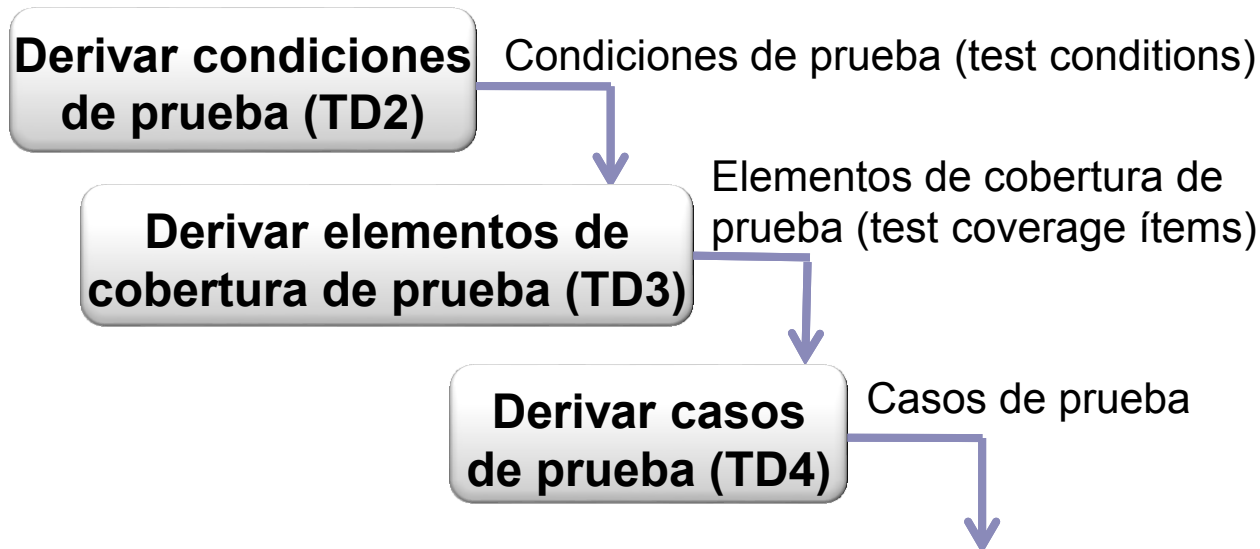 Derivar condiciones
de prueba (TD2)
Condiciones de prueba (test conditions)
Derivar elementos de
cobertura de prueba (TD3)
Elementos de cobertura de
prueba (test coverage ítems)
Derivar casos
de prueba (TD4)
Casos de prueba